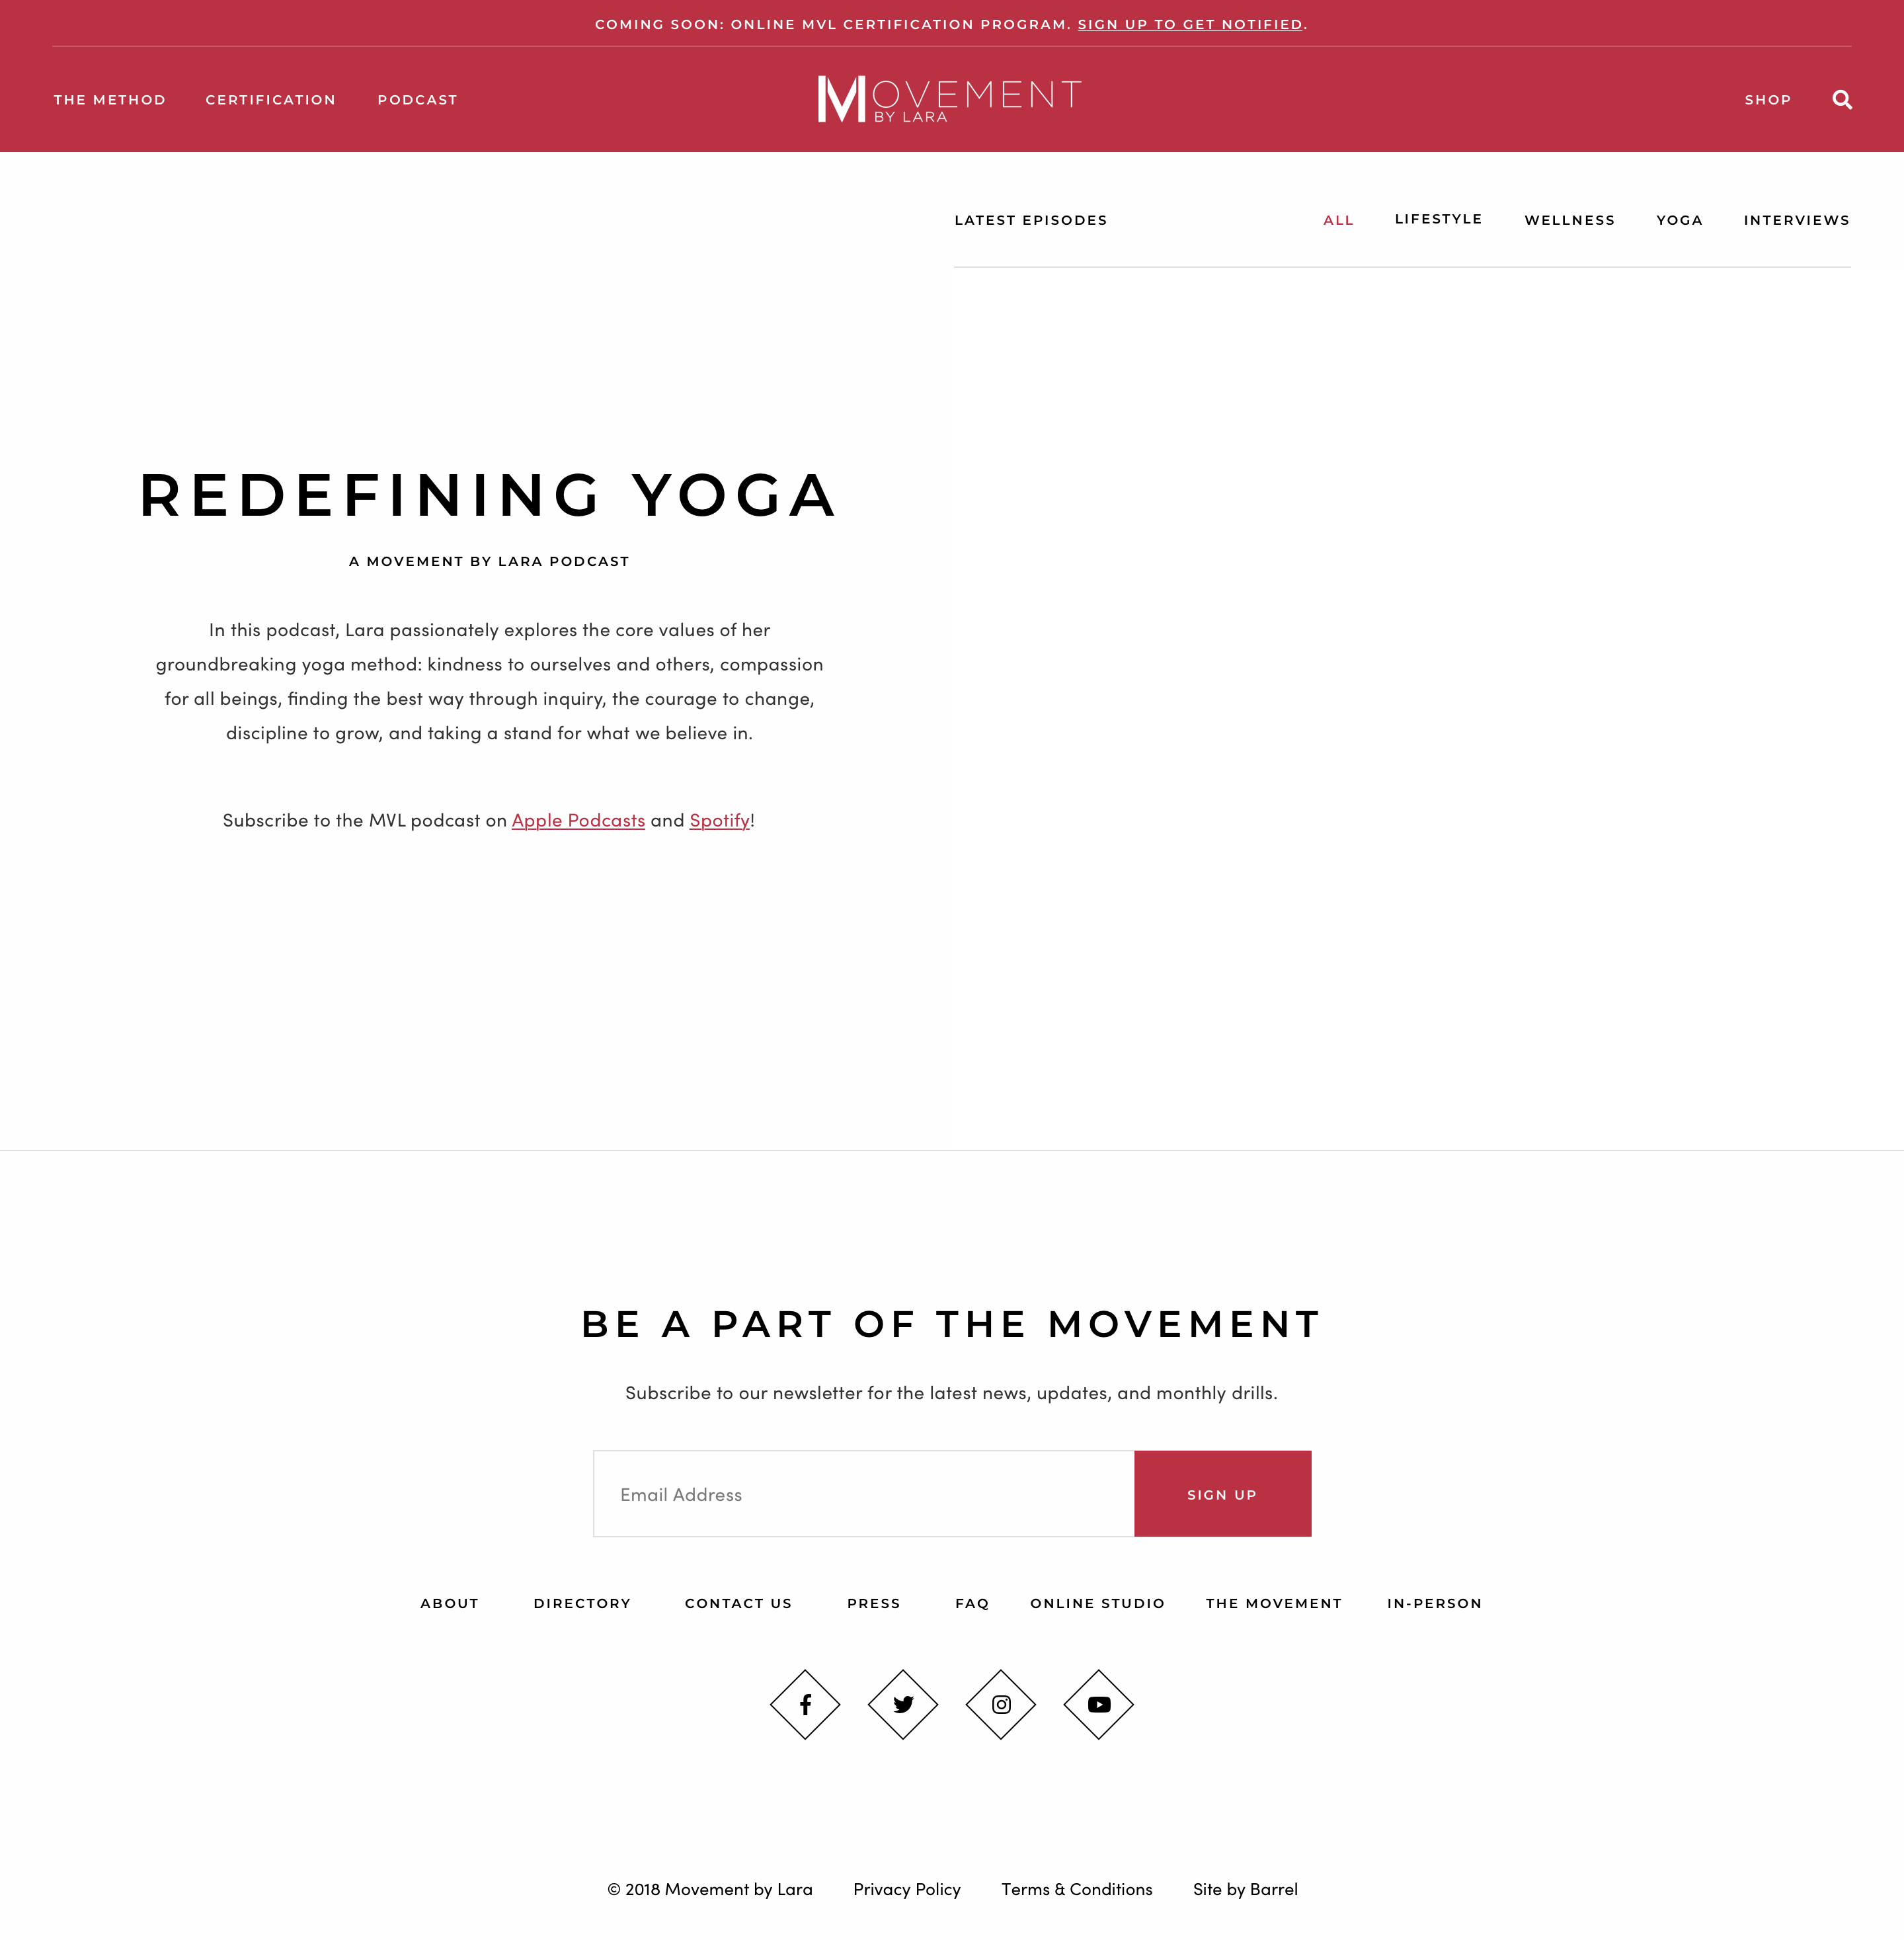 COMING SOON: ONLINE MVL CERTIFICATION PROGRAM. SIGN UP TO GET NOTIFIED.
THE METHOD CERTIFICATION PODCAST
MOVEMENT
BY LARA
SHOP
LATEST EPISODES
ALL LIFESTYLE WELLNESS YOGA INTERVIEWS
REDEFINING YOGA
A MOVEMENT BY LARA PODCAST
In this podcast, Lara passionately explores the core values of her
groundbreaking yoga method: kindness to ourselves and others, compassion
for all beings, finding the best way through inquiry, the courage to change,
discipline to grow, and taking a stand for what we believe in.
Subscribe to the MVL podcast on Apple Podcasts and Spotify!
BE A PART OF THE MOVEMENT
Subscribe to our newsletter for the latest news, updates, and monthly drills.
Email Address
SIGN UP
ABOUT DIRECTORY CONTACT US PRESS FAQ ONLINE STUDIO THE MOVEMENT IN-PERSON
© 2018 Movement by Lara Privacy Policy Terms & Conditions Site by Barrel